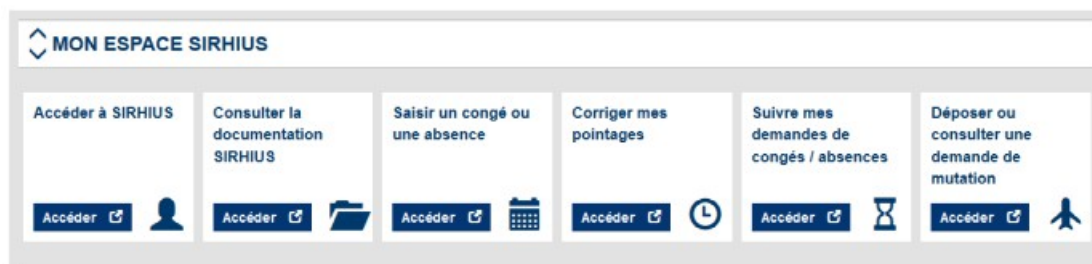 MON ESPACE SIRHIUS
Accéder à SIRHIUS
Accéder
Consulter la
documentation
SIRHIUS
Accéder
Saisir un congé ou
une absence
Accéder
Corriger mes
pointages
Accéder
Suivre mes
demandes de
congés / absences
Accéder
Déposer ou
consulter une
demande de
mutation
Accéder